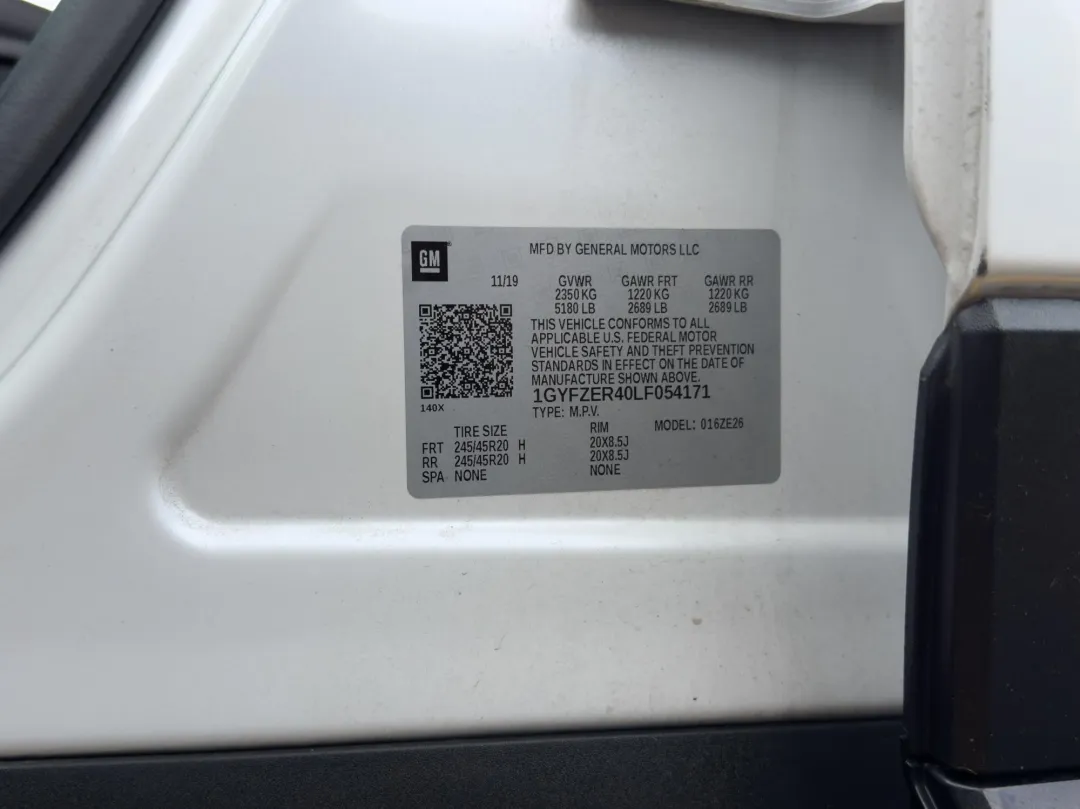 GM
MFD BY GENERAL MOTORS LLC
11/19 GVWR GAWR FRT GAWR RR
2350 KG 1220 KG 1220 KG
5180 LB 2689 LB 2689 LB
THIS VEHICLE CONFORMS TO ALL
APPLICABLE U.S. FEDERAL MOTOR
VEHICLE SAFETY AND THEFT PREVENTION
STANDARDS IN EFFECT ON THE DATE OF
MANUFACTURE SHOWN ABOVE.
1GYFZER40LF054171
140X
TYPE: M.P.V.
TIRE SIZE RIM MODEL: 016ZE26
FRT 245/45R20 H 20X8.5J
RR 245/45R20 H 20X8.5J
SPA NONE NONE